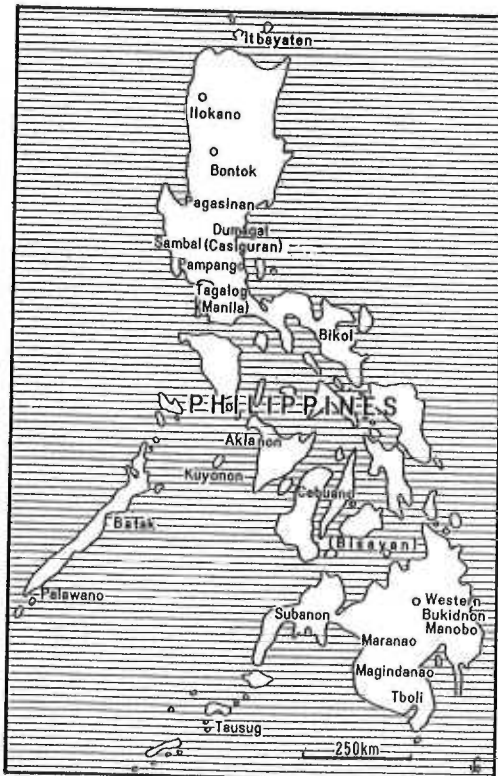 Itbayaten
Ilokano
Bontok
Pagasinan
Dumagat
Sambal (Casiguran)
Pampango
Tagalog
(Manila)
Bikol
PHILIPPINES
Aklanon
Kuyonon
Cebuano
Batak
(Bisayan)
Palawano
Western
Bukidnon
Manobo
Subanon
Maranao
Magindanao
Tboli
Tausug
250km